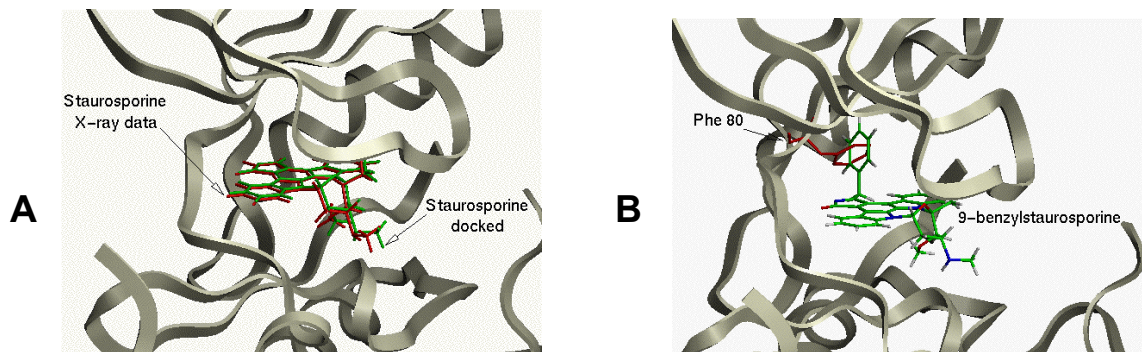 A
Staurosporine
X-ray data
Staurosporine
docked
B
Phe 80
9-benzylstaurosporine